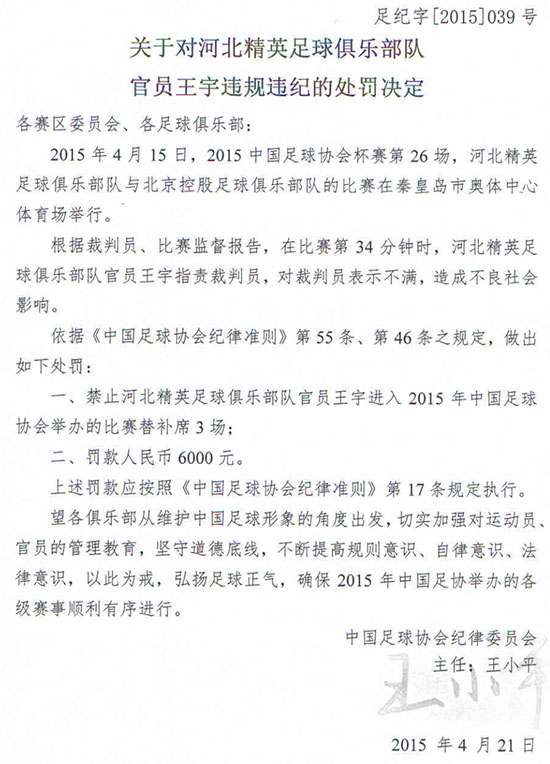 足纪字[2015]039 号
关于对河北精英足球俱乐部队
官员王宇违规违纪的处罚决定
各赛区委员会、各足球俱乐部：
2015 年 4 月 15 日，2015 中国足球协会杯赛第 26 场，河北精英
足球俱乐部队与北京控股足球俱乐部队的比赛在秦皇岛市奥体中心
体育场举行。
根据裁判员、比赛监督报告，在比赛第 34 分钟时，河北精英足
球俱乐部队官员王宇指责裁判员，对裁判员表示不满，造成不良社会
影响。
依据《中国足球协会纪律准则》第 55 条、第 46 条之规定，做出
如下处罚：
一、禁止河北精英足球俱乐部队官员王宇进入 2015 年中国足球
协会举办的比赛替补席 3 场；
二、罚款人民币 6000 元。
上述罚款应按照《中国足球协会纪律准则》第 17 条规定执行。
望各俱乐部从维护中国足球形象的角度出发，切实加强对运动员、
官员的管理教育，坚守道德底线，不断提高规则意识、自律意识、法
律意识，以此为戒，弘扬足球正气，确保 2015 年中国足协举办的各
级赛事顺利有序进行。
中国足球协会纪律委员会
主任：王小平
王小平
2015 年 4 月 21 日